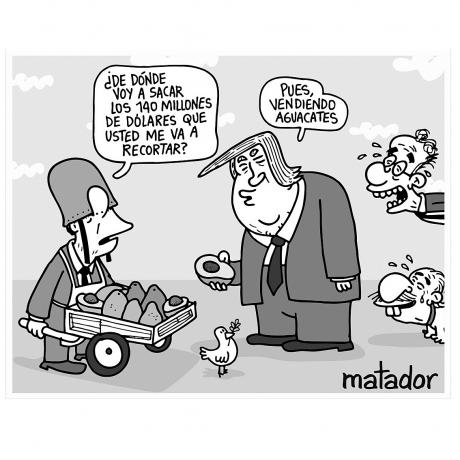 ¿DE DÓNDE
VOY A SACAR
LOS 140 MILLONES
DE DÓLARES QUE
USTED ME VA A
RECORTAR?
PUES,
VENDIENDO
AGUACATES
matador